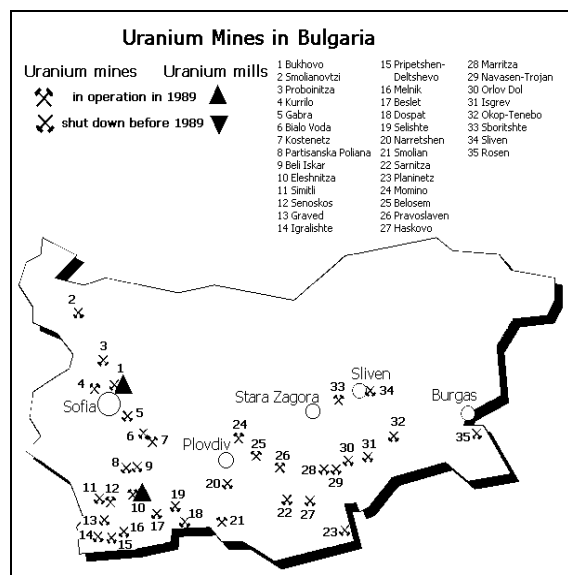 Uranium Mines in Bulgaria
Uranium mines Uranium mills
in operation in 1989
shut down before 1989
1 Bukhovo
2 Smolianovtzi
3 Proboinitza
4 Kurrilo
5 Gabra
6 Bialo Voda
7 Kostenetz
8 Partisanska Poliana
9 Beli Iskar
10 Eleshnitza
11 Simitli
12 Senoskos
13 Graved
14 Igralishte
15 Pripetshen-
Deltshevo
16 Melnik
17 Beslet
18 Dospat
19 Selishte
20 Narretshen
21 Smolian
22 Sarnitza
23 Planinetz
24 Momino
25 Belosem
26 Pravoslaven
27 Haskovo
28 Marritza
29 Navasen-Trojan
30 Orlov Dol
31 Isgrev
32 Okop-Tenebo
33 Sboritshte
34 Sliven
35 Rosen
2
3
1
4
Sliven
33
34
Sofia
Stara Zagora
Burgas
5
6
7
24
32
35
Plovdiv
25
8
9
26
28
29
30
31
20
11
12
10
19
22
27
13
17
18
21
23
14
15
16